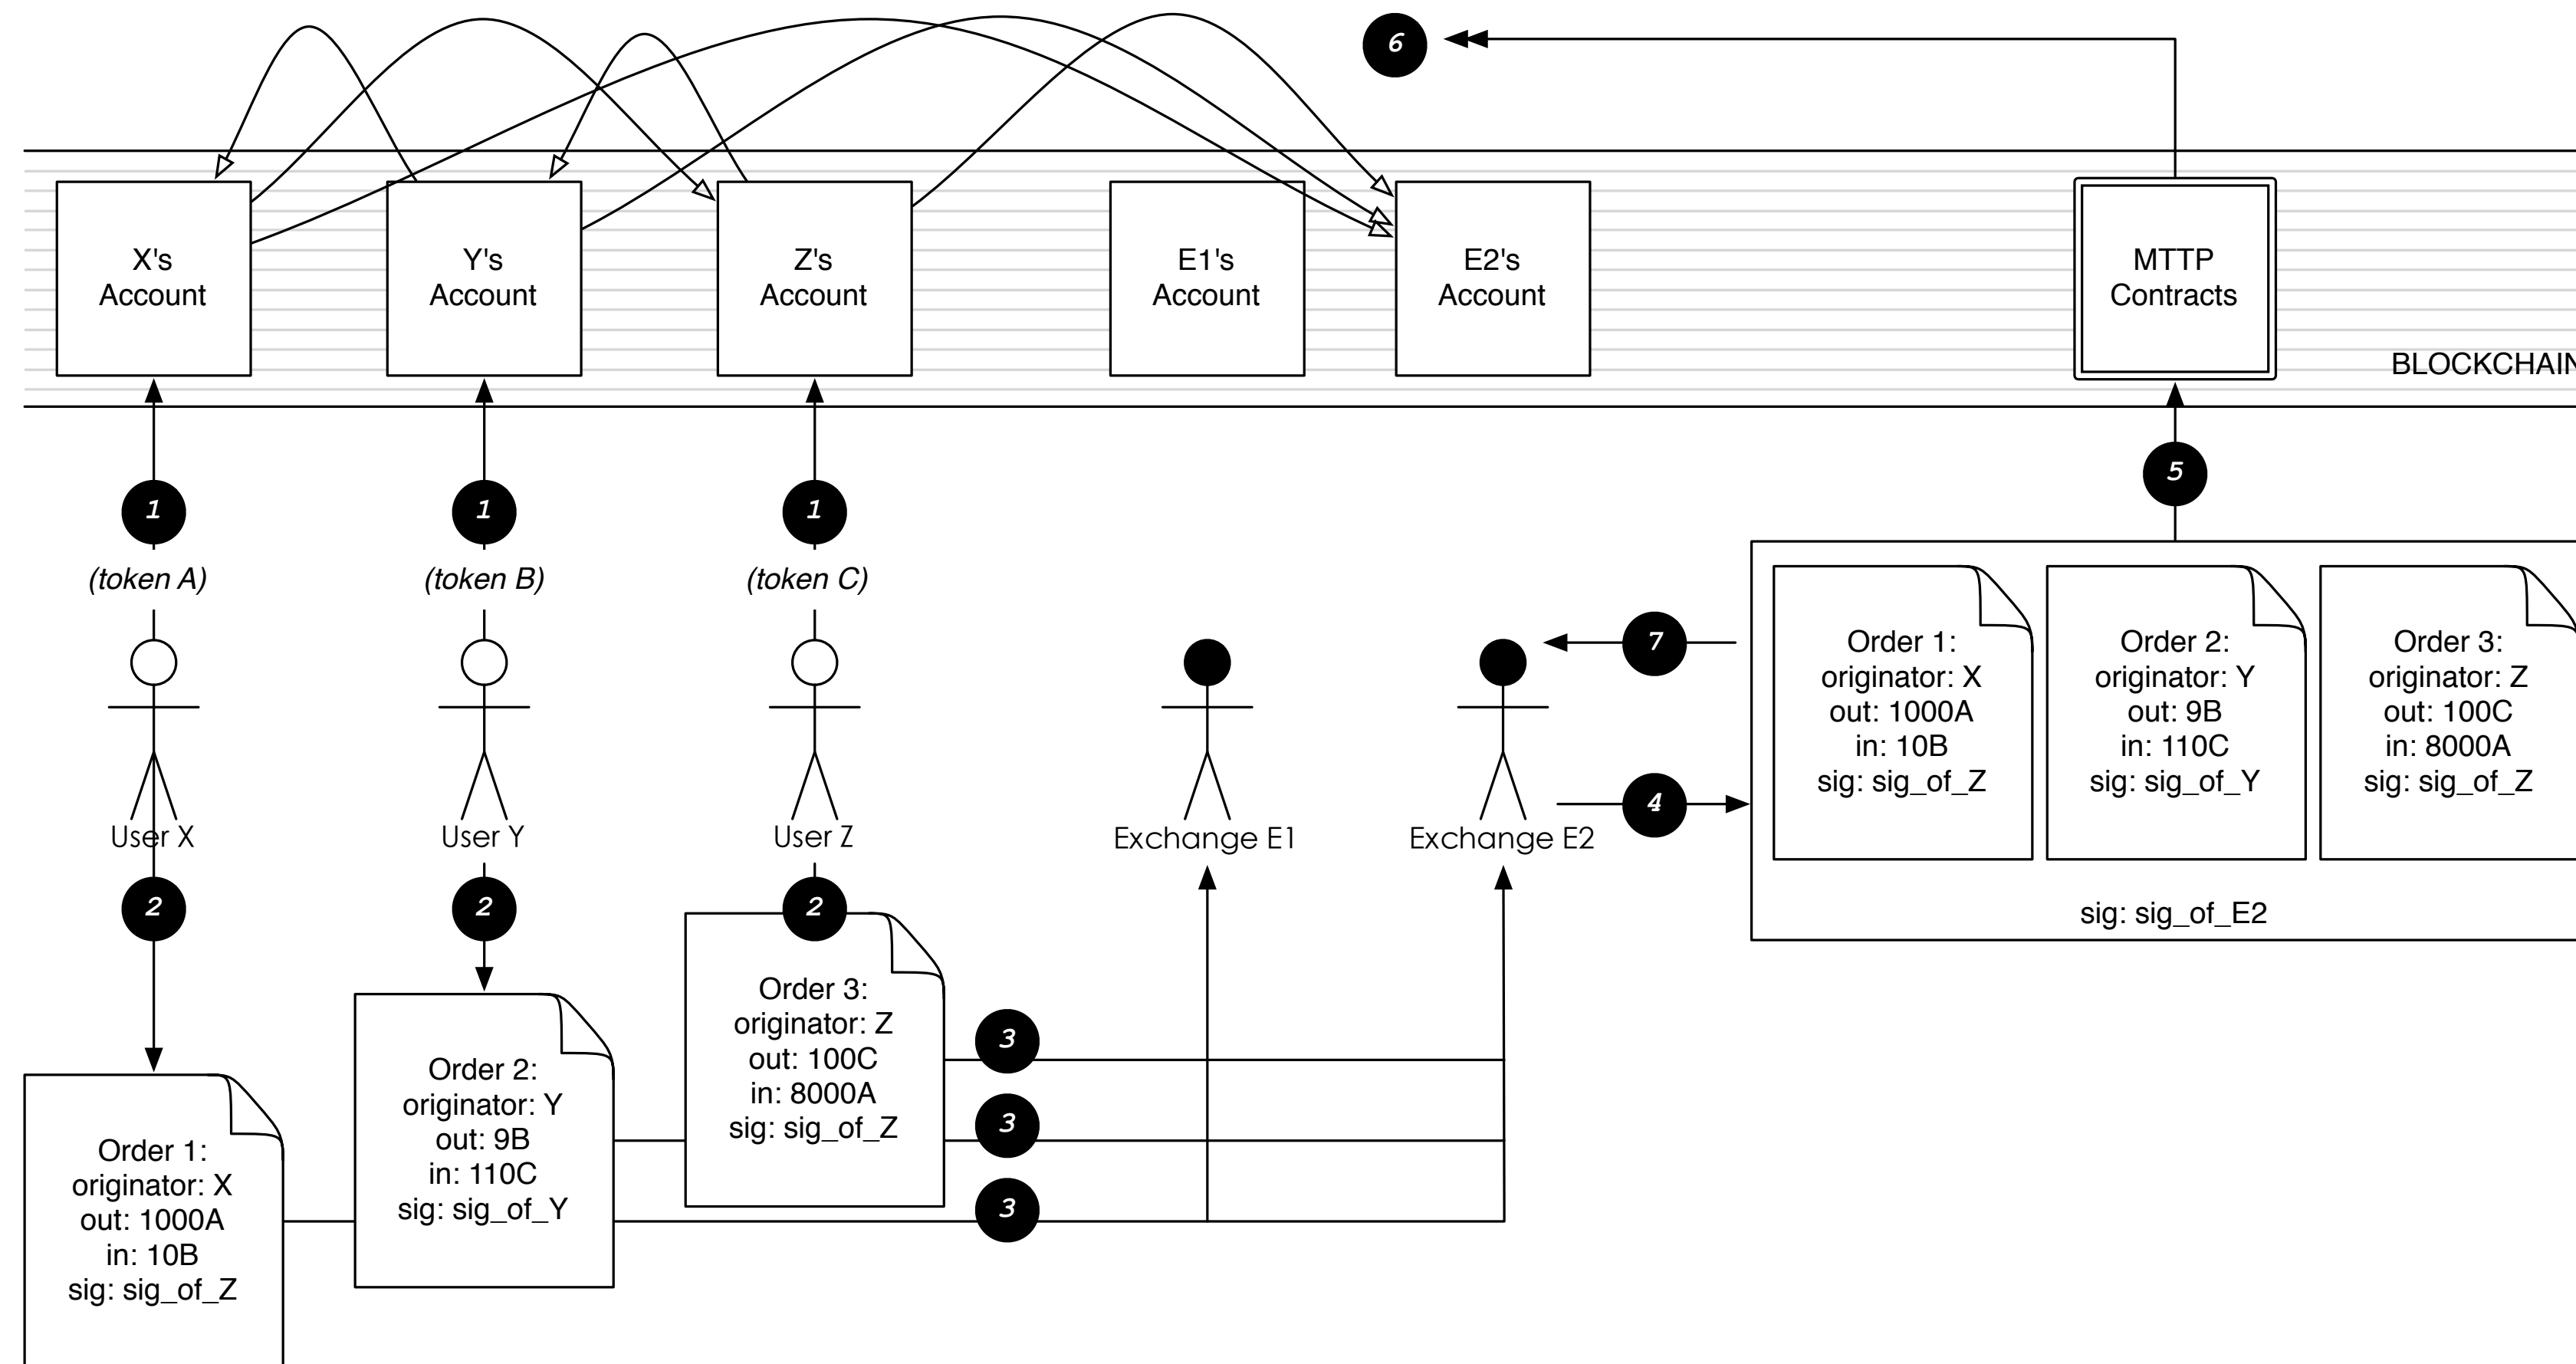 6
X's
Account
Y's
Account
Z's
Account
E1's
Account
E2's
Account
MTTP
Contracts
BLOCKCHAIN
1
1
1
5
(token A)
(token B)
(token C)
User X
User Y
User Z
Exchange E1
Exchange E2
7
4
Order 1:
originator: X
out: 1000A
in: 10B
sig: sig_of_Z
Order 2:
originator: Y
out: 9B
in: 110C
sig: sig_of_Y
Order 3:
originator: Z
out: 100C
in: 8000A
sig: sig_of_Z
sig: sig_of_E2
2
2
2
Order 3:
originator: Z
out: 100C
in: 8000A
sig: sig_of_Z
3
3
3
Order 2:
originator: Y
out: 9B
in: 110C
sig: sig_of_Y
Order 1:
originator: X
out: 1000A
in: 10B
sig: sig_of_Z